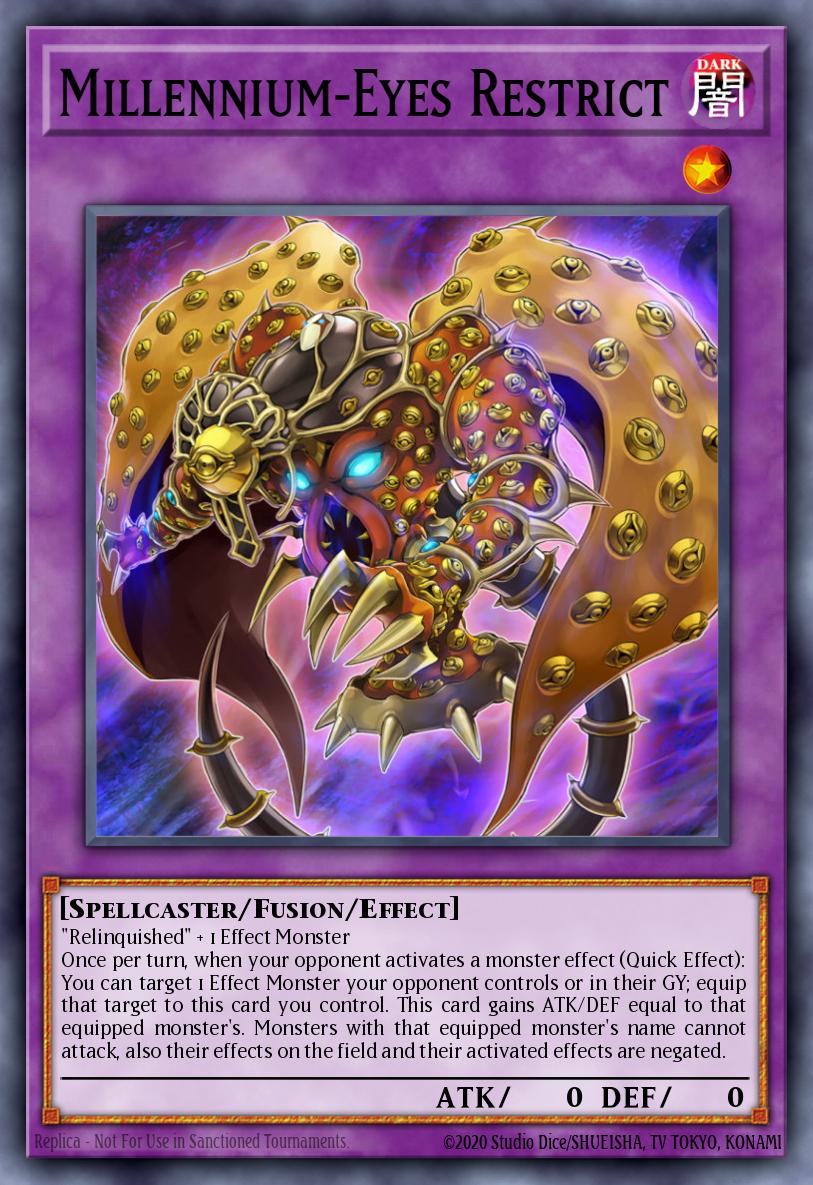 Millennium-Eyes Restrict
DARK
闇
[Spellcaster/Fusion/Effect]
"Relinquished" + 1 Effect Monster
Once per turn, when your opponent activates a monster effect (Quick Effect):
You can target 1 Effect Monster your opponent controls or in their GY; equip
that target to this card you control. This card gains ATK/DEF equal to that
equipped monster's. Monsters with that equipped monster's name cannot
attack, also their effects on the field and their activated effects are negated.
ATK/ 0 DEF/ 0
Replica - Not For Use in Sanctioned Tournaments.
©2020 Studio Dice/SHUEISHA, TV TOKYO, KONAMI